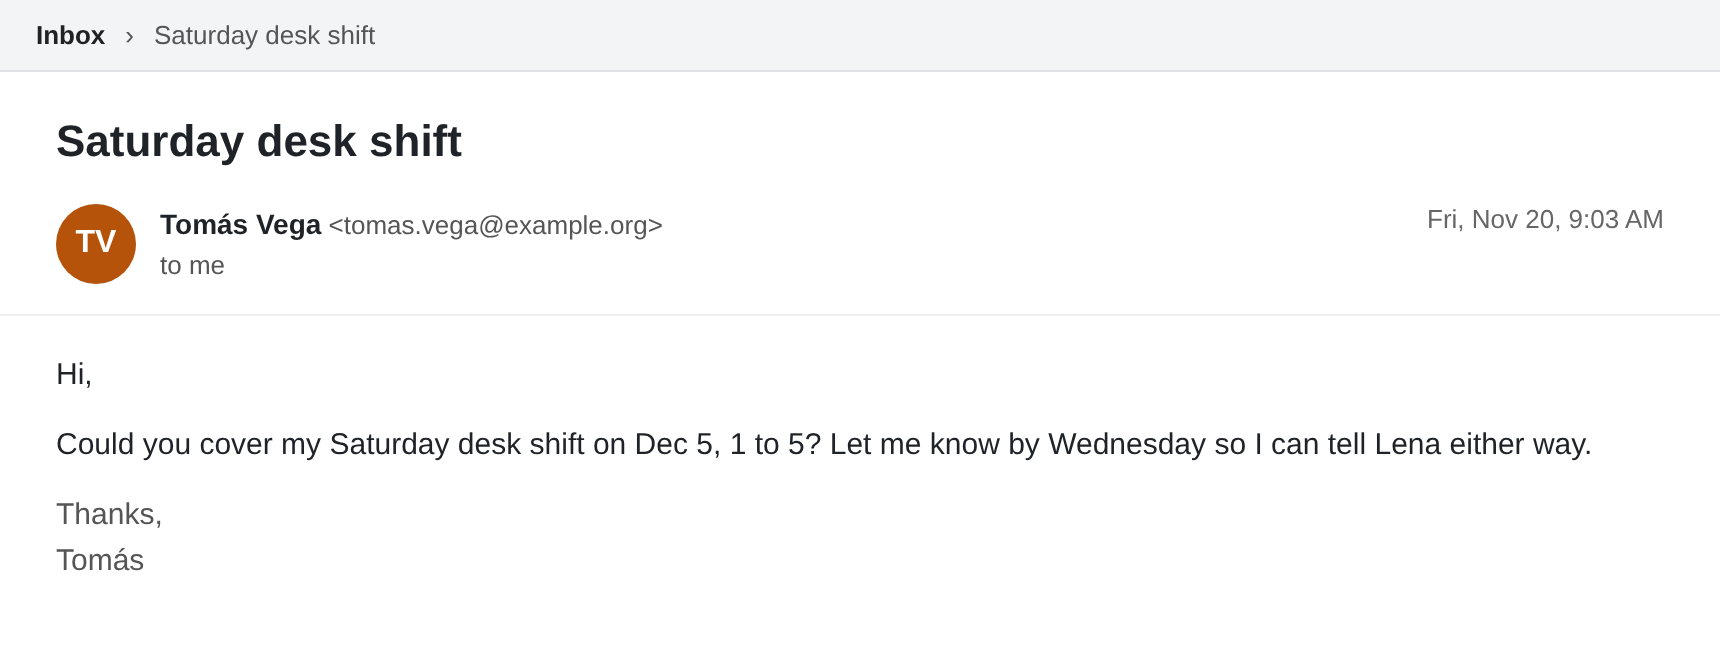 Inbox › Saturday desk shift
Saturday desk shift
TV
Tomás Vega <tomas.vega@example.org>
Fri, Nov 20, 9:03 AM
to me
Hi,
Could you cover my Saturday desk shift on Dec 5, 1 to 5? Let me know by Wednesday so I can tell Lena either way.
Thanks,
Tomás